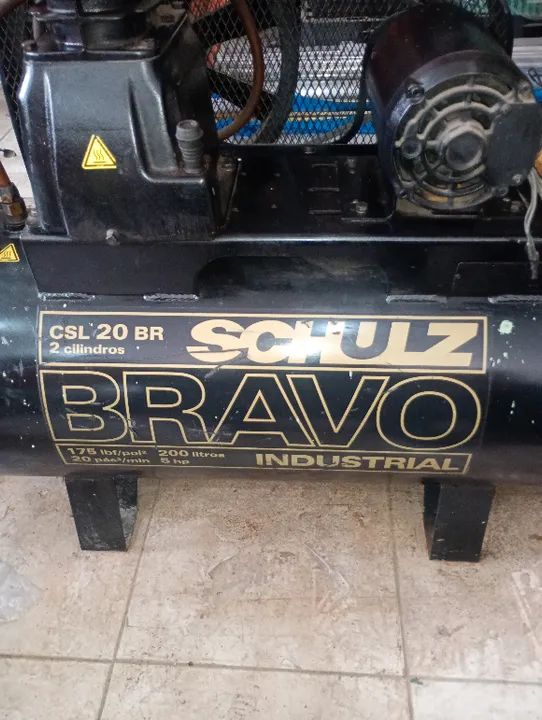 CSL 20 BR
2 cilindros
SCHULZ
BRAVO
175 lbf/pol² 200 litros
20 pés³/min 5 hp
INDUSTRIAL